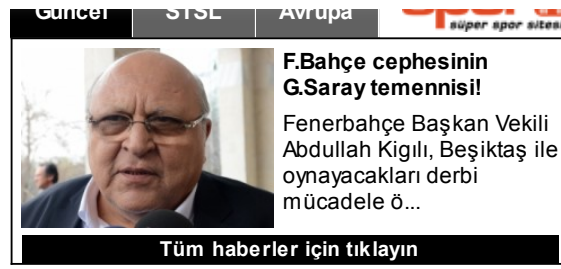 Güncel STSL Avrupa
süper spor sitesi
F.Bahçe cephesinin
G.Saray temennisi!
Fenerbahçe Başkan Vekili
Abdullah Kigılı, Beşiktaş ile
oynayacakları derbi
mücadele ö...
Tüm haberler için tıklayın